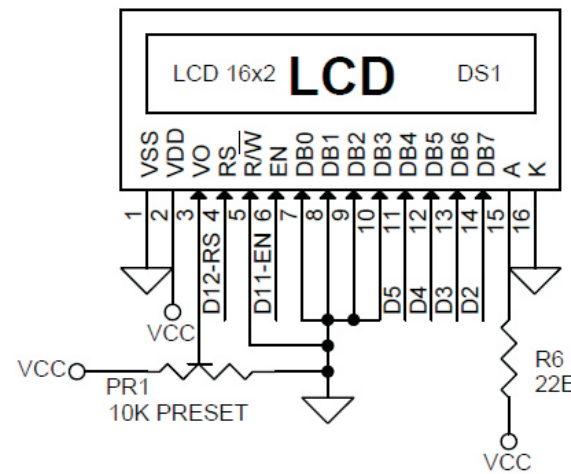 LCD 16x2 LCD DS1
VSS VDD VO RS R/W EN DB0 DB1 DB2 DB3 DB4 DB5 DB6 DB7 A K
1 2 3 4 5 6 7 8 9 10 11 12 13 14 15 16
D12-RS D11-EN D5 D4 D3 D2
VCC
VCC
PR1
10K PRESET
R6
22E
VCC